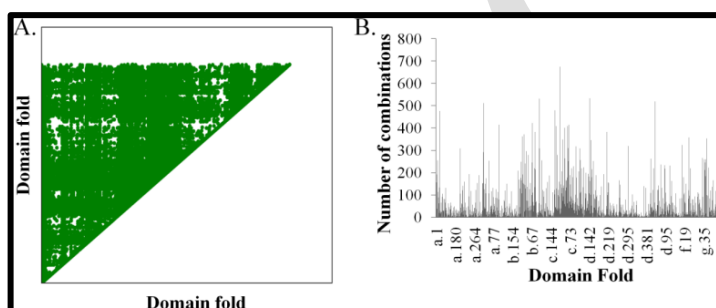 A.
Domain fold
Domain fold
B.
Number of combinations
800
700
600
500
400
300
200
100
0
a.1
a.180
a.264
a.77
b.154
b.67
c.144
c.73
d.142
d.219
d.295
d.381
d.95
f.19
g.35
Domain Fold